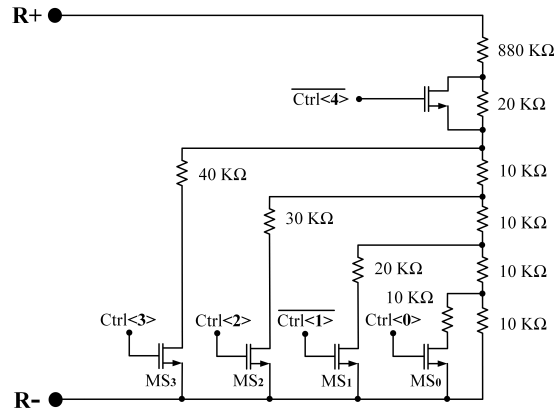 R+
880 KΩ
Ctrl<4>
20 KΩ
40 KΩ
10 KΩ
30 KΩ
10 KΩ
20 KΩ
10 KΩ
10 KΩ
Ctrl<3>
Ctrl<2>
Ctrl<1>
Ctrl<0>
10 KΩ
MS3
MS2
MS1
MS0
R-